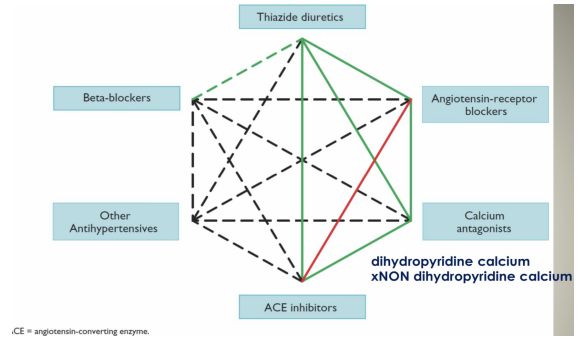 Thiazide diuretics
Beta-blockers
Angiotensin-receptor
blockers
Other
Antihypertensives
Calcium
antagonists
dihydropyridine calcium
xNON dihydropyridine calcium
ACE inhibitors
CE = angiotensin-converting enzyme.